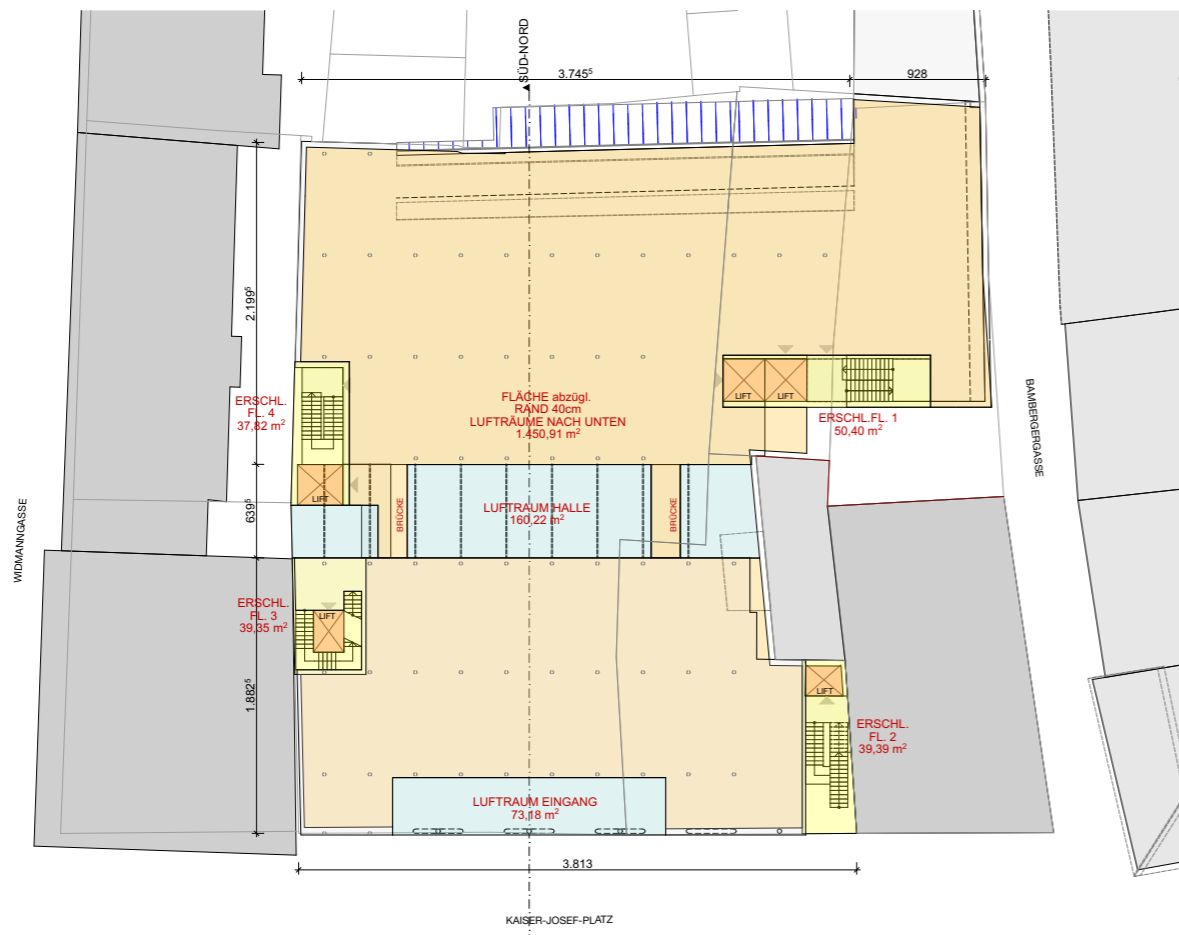 SÜD-NORD
3.745⁵
928
2.199⁵
639⁵
1.882⁵
FLÄCHE abzügl.
RAND 40cm
LUFTRÄUME NACH UNTEN
1.450,91 m²
ERSCHL.
FL. 4
37,82 m²
LIFT
LIFT
LIFT
ERSCHL.FL. 1
50,40 m²
BAMBERGERGASSE
WIDMANNGASSE
BRÜCKE
LUFTRAUM HALLE
160,22 m²
BRÜCKE
ERSCHL.
FL. 3
39,35 m²
LIFT
LIFT
ERSCHL.
FL. 2
39,39 m²
LUFTRAUM EINGANG
73,18 m²
3.813
KAISER-JOSEF-PLATZ